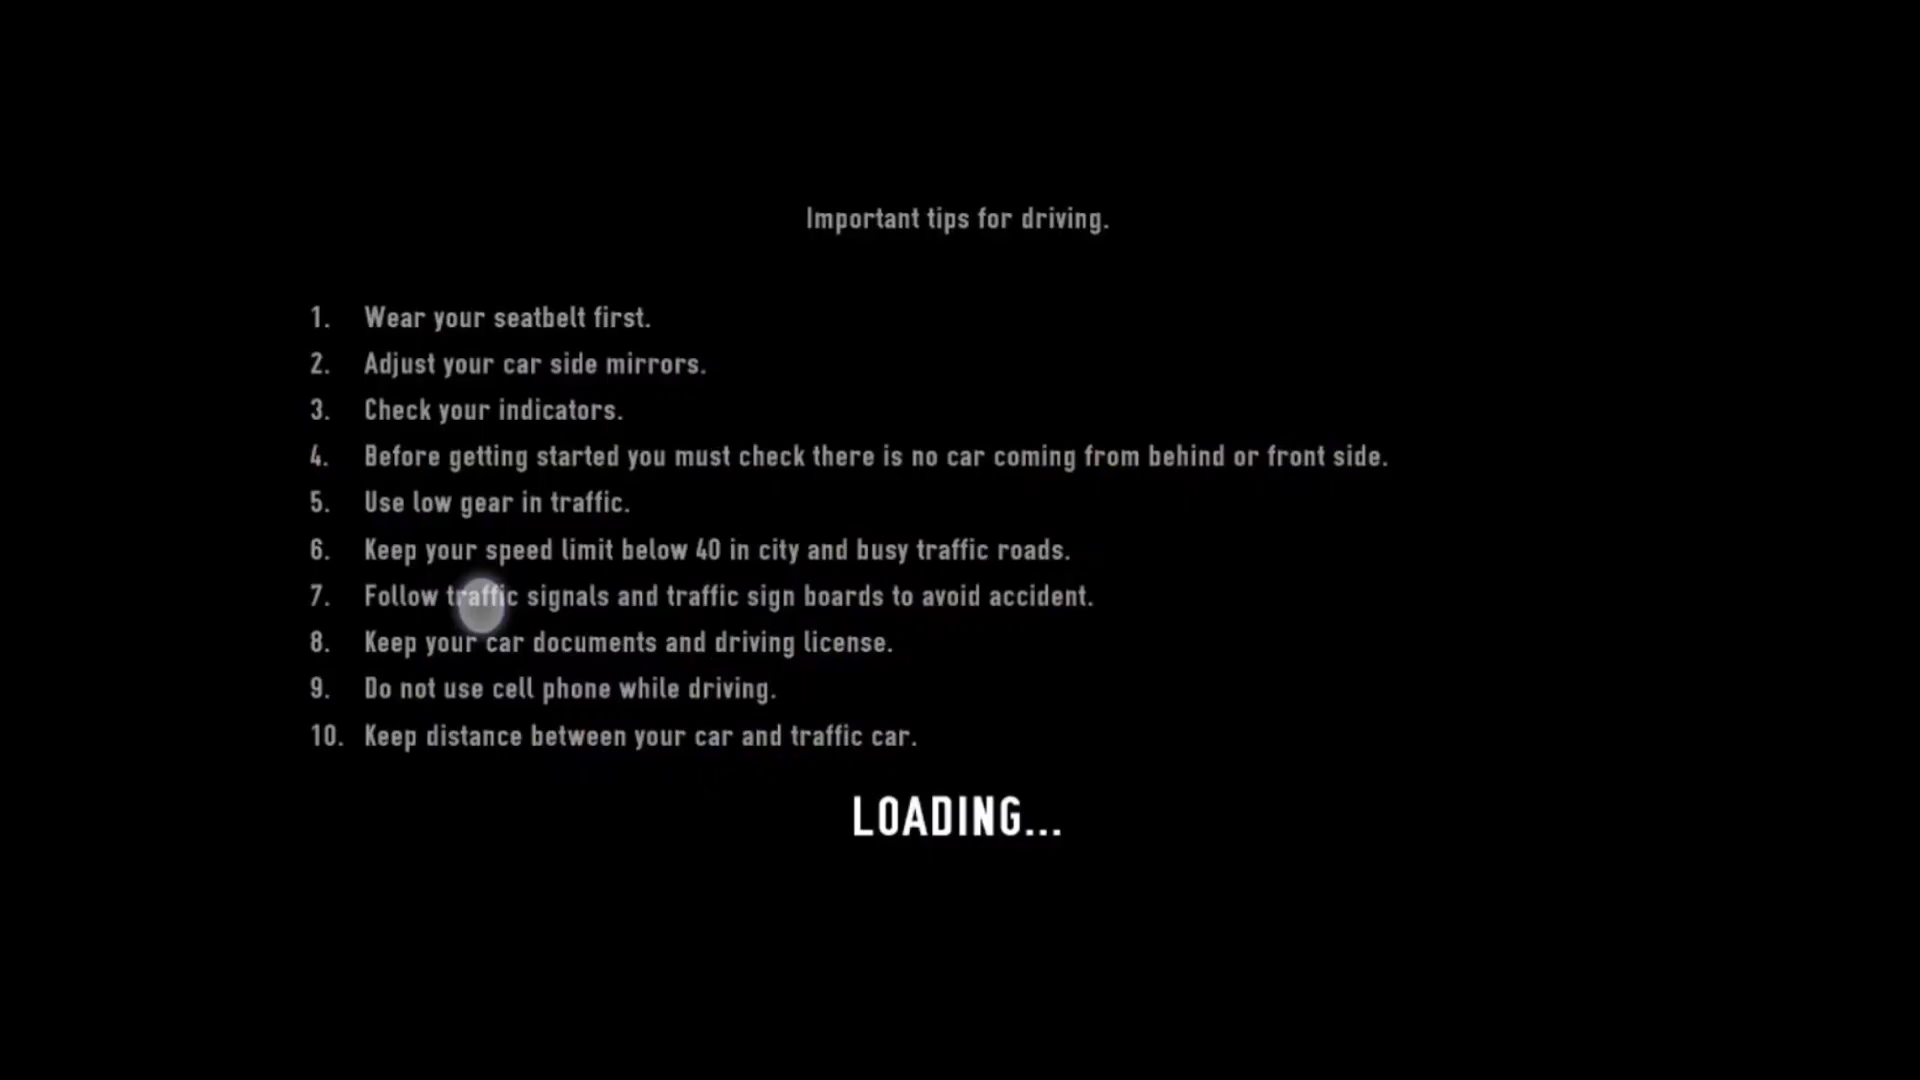 Important tips for driving.
1. Wear your seatbelt first.
2. Adjust your car side mirrors.
3. Check your indicators.
4. Before getting started you must check there is no car coming from behind or front side.
5. Use low gear in traffic.
6. Keep your speed limit below 40 in city and busy traffic roads.
7. Follow traffic signals and traffic sign boards to avoid accident.
8. Keep your car documents and driving license.
9. Do not use cell phone while driving.
10. Keep distance between your car and traffic car.
LOADING...